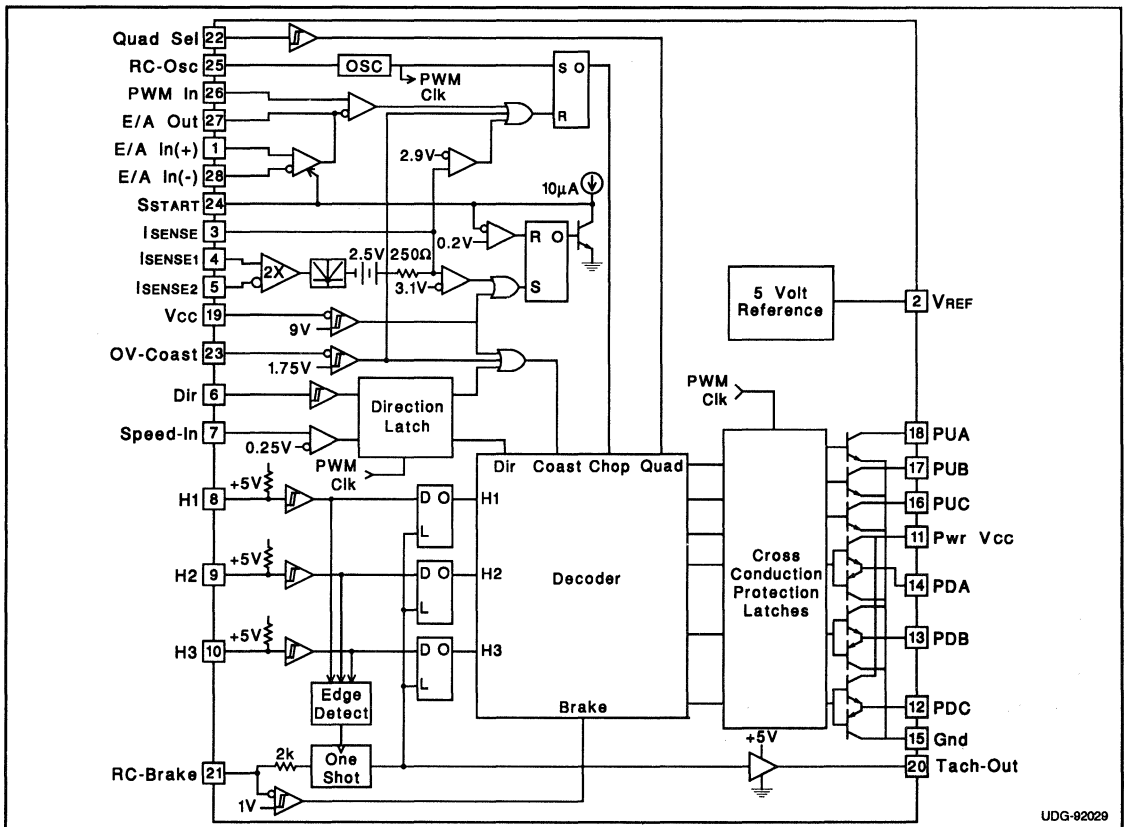 Quad Sel 22
RC-Osc 25
OSC
PWM Clk
S O
R
PWM In 26
E/A Out 27
E/A In(+) 1
E/A In(-) 28
2.9V
10µA
SSTART 24
ISENSE 3
0.2V
R O
S
ISENSE1 4
2X
2.5V 250Ω
3.1V
ISENSE2 5
5 Volt
Reference
2 VREF
VCC 19
9V
OV-Coast 23
1.75V
Dir 6
Direction
Latch
Speed-In 7
0.25V
PWM
Clk
PWM
Clk
Dir Coast Chop Quad
H1 8
+5V
D O
L
H1
H2 9
+5V
D O
L
H2
H3 10
+5V
D O
L
H3
Decoder
Brake
Cross
Conduction
Protection
Latches
18 PUA
17 PUB
16 PUC
11 Pwr VCC
14 PDA
13 PDB
12 PDC
15 Gnd
Edge
Detect
+5V
RC-Brake 21
2k
One
Shot
20 Tach-Out
1V
UDG-92029